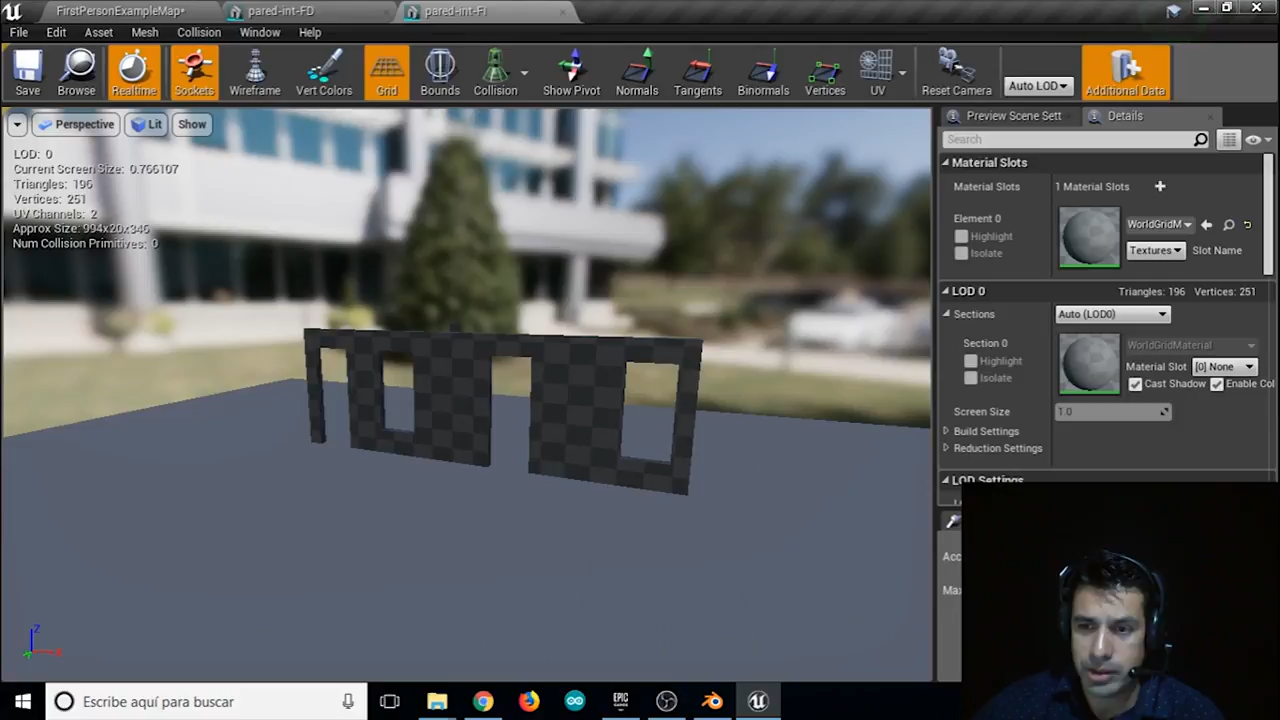 FirstPersonExampleMap*
pared-int-FD
pared-int-FI
File Edit Asset Mesh Collision Window Help
Save Browse Realtime Sockets Wireframe Vert Colors Grid Bounds Collision Show Pivot Normals Tangents Binormals Vertices UV Reset Camera Auto LOD Additional Data
Perspective Lit Show
LOD: 0
Current Screen Size: 0.766107
Triangles: 196
Vertices: 251
UV Channels: 2
Approx Size: 994x20x346
Num Collision Primitives: 0
Z
Preview Scene Sett Details
Search
Material Slots
Material Slots 1 Material Slots
Element 0
Highlight
Isolate
WorldGridM
Textures Slot Name
LOD 0 Triangles: 196 Vertices: 251
Sections Auto (LOD0)
Section 0
Highlight
Isolate
WorldGridMaterial
Material Slot [0] None
Cast Shadow Enable Col
Screen Size 1.0
Build Settings
Reduction Settings
LOD Settings
Acc
Max
Escribe aquí para buscar
EPIC GAMES